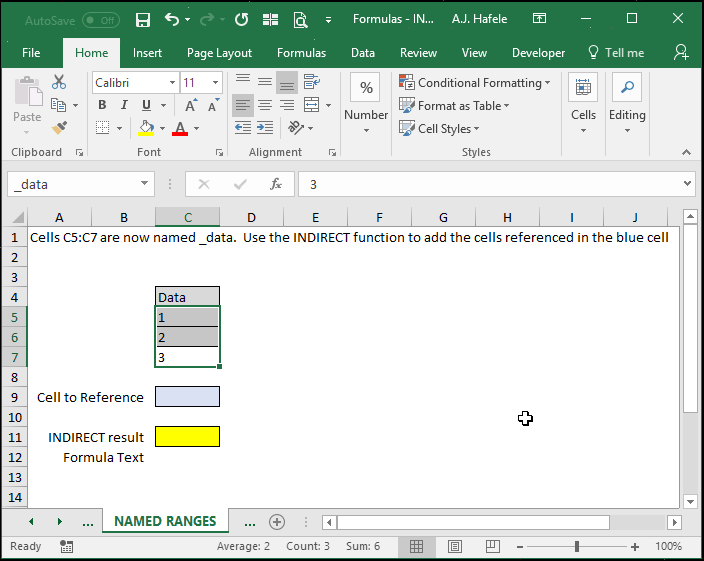 AutoSave Off Formulas - IN... A.J. Hafele
File Home Insert Page Layout Formulas Data Review View Developer Tell me
Paste
Calibri 11
B I U A A
A
%
Number
Conditional Formatting
Format as Table
Cell Styles
Cells
Editing
Clipboard Font Alignment Styles
_data fx 3
A B C D E F G H I J
1 Cells C5:C7 are now named _data. Use the INDIRECT function to add the cells referenced in the blue cell
2
3
4 Data
5 1
6 2
7 3
8
9 Cell to Reference
10
11 INDIRECT result
12 Formula Text
13
14
... NAMED RANGES ...
Ready Average: 2 Count: 3 Sum: 6 100%